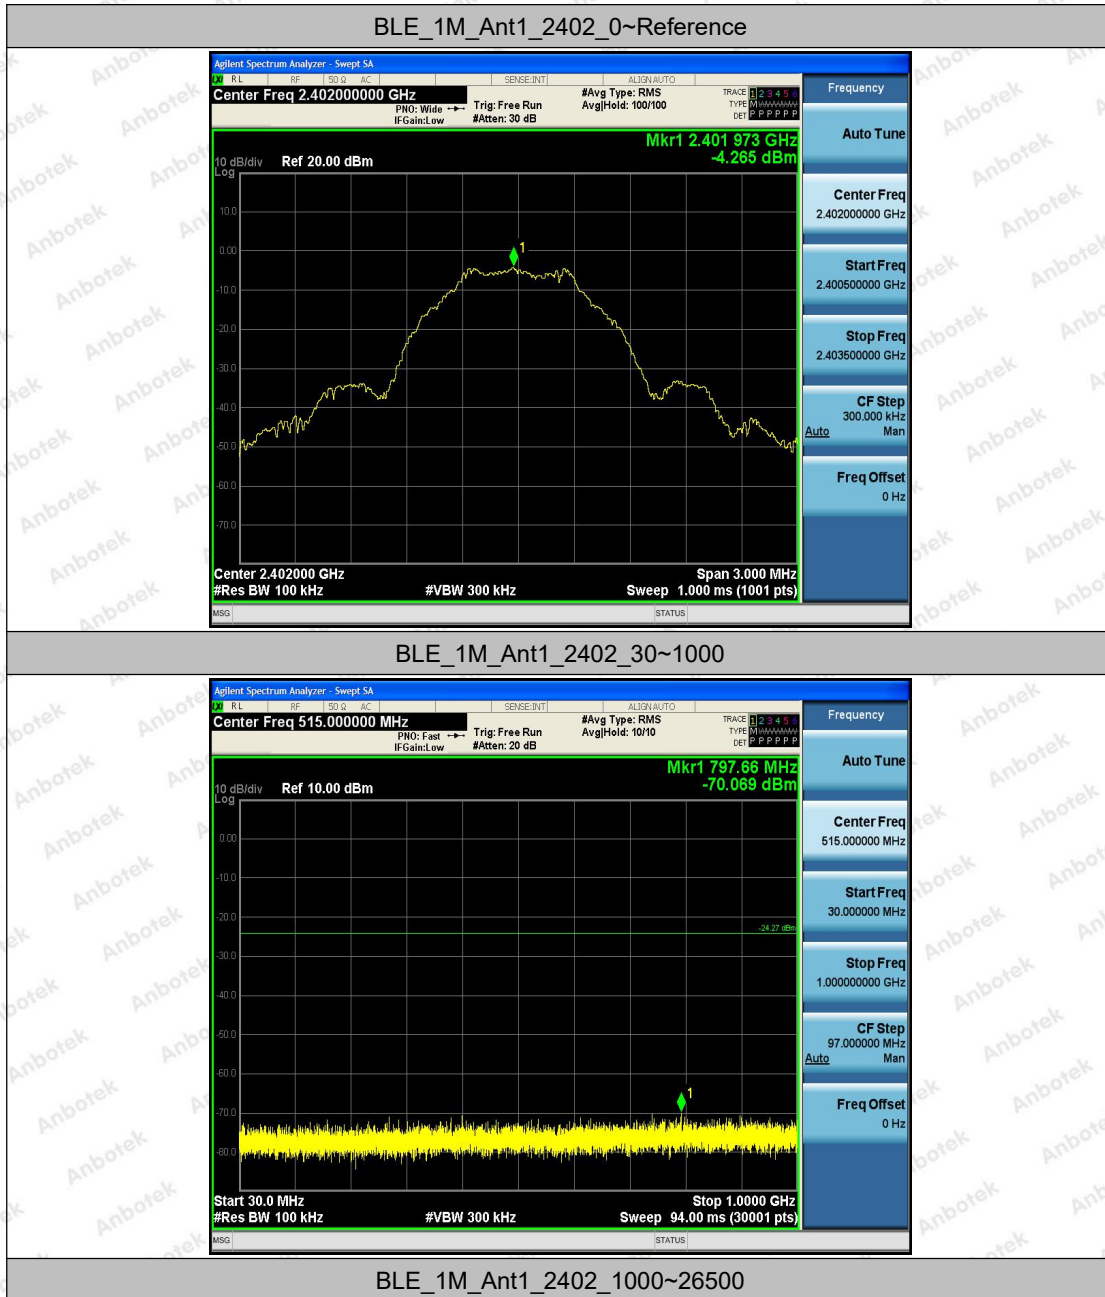 BLE_1M_Ant1_2402_0~Reference
Agilent Spectrum Analyzer - Swept SA
LXI RL RF 50 Ω AC SENSE:INT ALIGNAUTO
Center Freq 2.402000000 GHz
PNO: Wide
IFGain:Low
Trig: Free Run
#Atten: 30 dB
#Avg Type: RMS
Avg|Hold: 100/100
TRACE 1 2 3 4 5 6
TYPE M
DET P P P P P P
Frequency
Mkr1 2.401 973 GHz
-4.265 dBm
10 dB/div Ref 20.00 dBm
Log
10.0
0.00
-10.0
-20.0
-30.0
-40.0
-50.0
-60.0
-70.0
1
Center 2.402000 GHz Span 3.000 MHz
#Res BW 100 kHz #VBW 300 kHz Sweep 1.000 ms (1001 pts)
MSG STATUS
Auto Tune
Center Freq
2.402000000 GHz
Start Freq
2.400500000 GHz
Stop Freq
2.403500000 GHz
CF Step
300.000 kHz
Auto Man
Freq Offset
0 Hz
BLE_1M_Ant1_2402_30~1000
Agilent Spectrum Analyzer - Swept SA
LXI RL RF 50 Ω AC SENSE:INT ALIGNAUTO
Center Freq 515.000000 MHz
PNO: Fast
IFGain:Low
Trig: Free Run
#Atten: 20 dB
#Avg Type: RMS
Avg|Hold: 10/10
TRACE 1 2 3 4 5 6
TYPE M
DET P P P P P P
Frequency
Mkr1 797.66 MHz
-70.069 dBm
10 dB/div Ref 10.00 dBm
Log
0.00
-10.0
-20.0
-24.27 dBm
-30.0
-40.0
-50.0
-60.0
-70.0
-80.0
1
Start 30.0 MHz Stop 1.0000 GHz
#Res BW 100 kHz #VBW 300 kHz Sweep 94.00 ms (30001 pts)
MSG STATUS
Auto Tune
Center Freq
515.000000 MHz
Start Freq
30.000000 MHz
Stop Freq
1.000000000 GHz
CF Step
97.000000 MHz
Auto Man
Freq Offset
0 Hz
BLE_1M_Ant1_2402_1000~26500